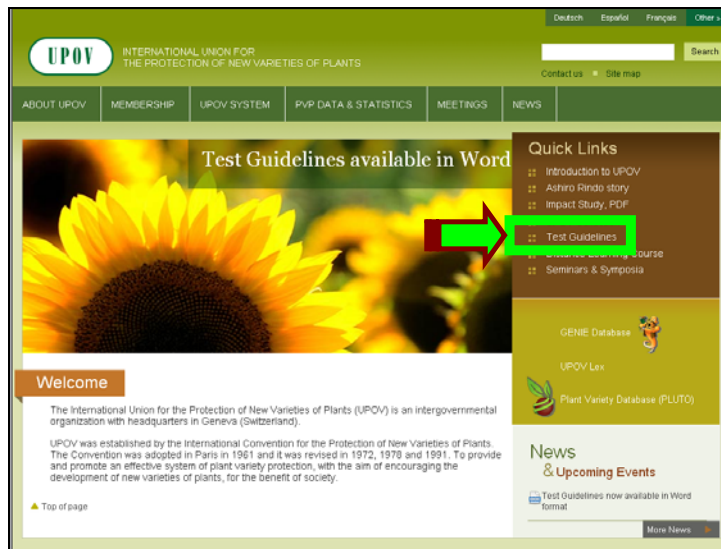 Deutsch Español Français Other >
UPOV
INTERNATIONAL UNION FOR
THE PROTECTION OF NEW VARIETIES OF PLANTS
Search
Contact us Site map
ABOUT UPOV MEMBERSHIP UPOV SYSTEM PVP DATA & STATISTICS MEETINGS NEWS
Test Guidelines available in Word
Quick Links
Introduction to UPOV
Ashiro Rindo story
Impact Study, PDF
Test Guidelines
Distance Learning Course
Seminars & Symposia
GENIE Database
UPOV Lex
Plant Variety Database (PLUTO)
Welcome
The International Union for the Protection of New Varieties of Plants (UPOV) is an intergovernmental
organization with headquarters in Geneva (Switzerland).
UPOV was established by the International Convention for the Protection of New Varieties of Plants.
The Convention was adopted in Paris in 1961 and it was revised in 1972, 1978 and 1991. To provide
and promote an effective system of plant variety protection, with the aim of encouraging the
development of new varieties of plants, for the benefit of society.
Top of page
News
& Upcoming Events
Test Guidelines now available in Word
format
More News